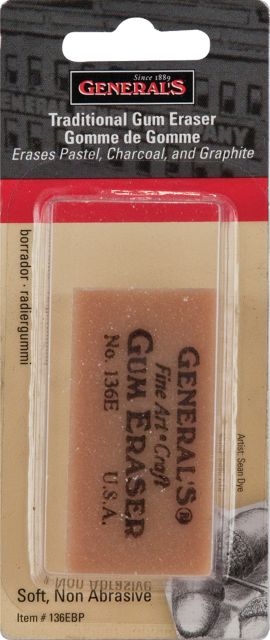 Since 1889
GENERAL'S
Traditional Gum Eraser
Gomme de Gomme
Erases Pastel, Charcoal, and Graphite
borrador · radiergummi
GENERAL'S®
Fine Art • Craft
GUM ERASER
No. 136E U.S.A.
Artist: Sean Dye
Soft, Non Abrasive
Item # 136EBP